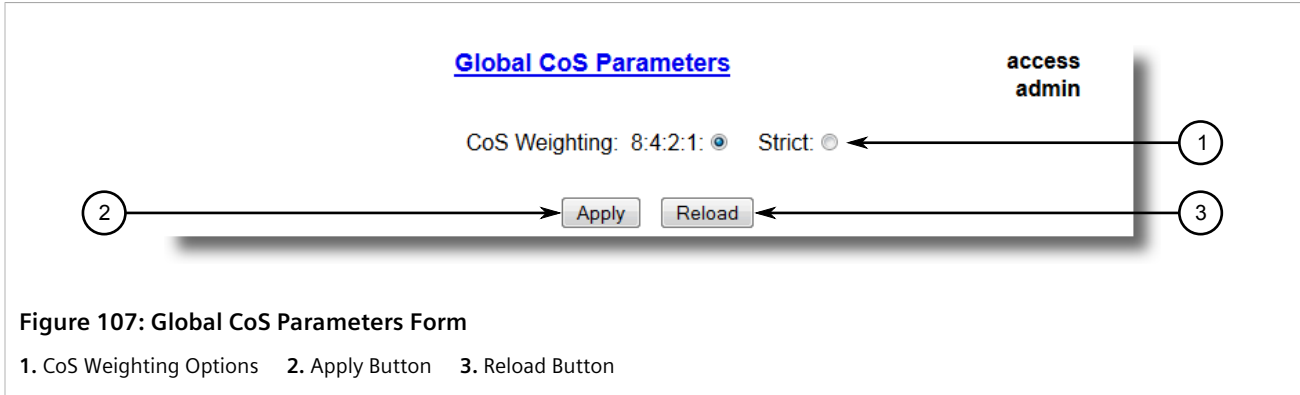 Global CoS Parameters
access
admin
CoS Weighting: 8:4:2:1: Strict:
1
2
Apply Reload
3
Figure 107: Global CoS Parameters Form
1. CoS Weighting Options 2. Apply Button 3. Reload Button